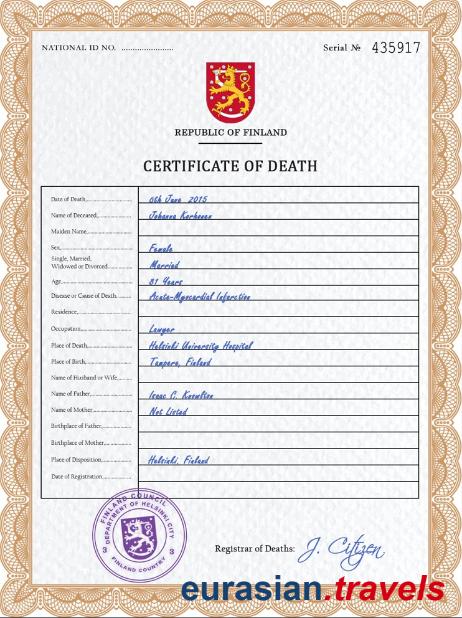 NATIONAL ID NO. ........................
Serial № 435917
REPUBLIC OF FINLAND
CERTIFICATE OF DEATH
Date of Death, 6th June 2015
Name of Deceased, Johanna Korhonen
Maiden Name
Sex, Female
Single, Married,
Widowed or Divorced Married
Age 81 Years
Disease or Cause of Death, Acute-Myocardial Infarction
Residence,
Occupation, Lawyer
Place of Death, Helsinki University Hospital
Place of Birth, Tampere, Finland
Name of Husband or Wife,
Name of Father, Isaac C. Knowlton
Name of Mother, Not Listed
Birthplace of Father,
Birthplace of Mother,
Place of Disposition, Helsinki, Finland
Date of Registration,
FINLAND COUNCIL
DEPARTMENT OF HELSINKI CITY
3 3
FINLAND COUNTRY
Registrar of Deaths: J. Citizen
eurasian.travels